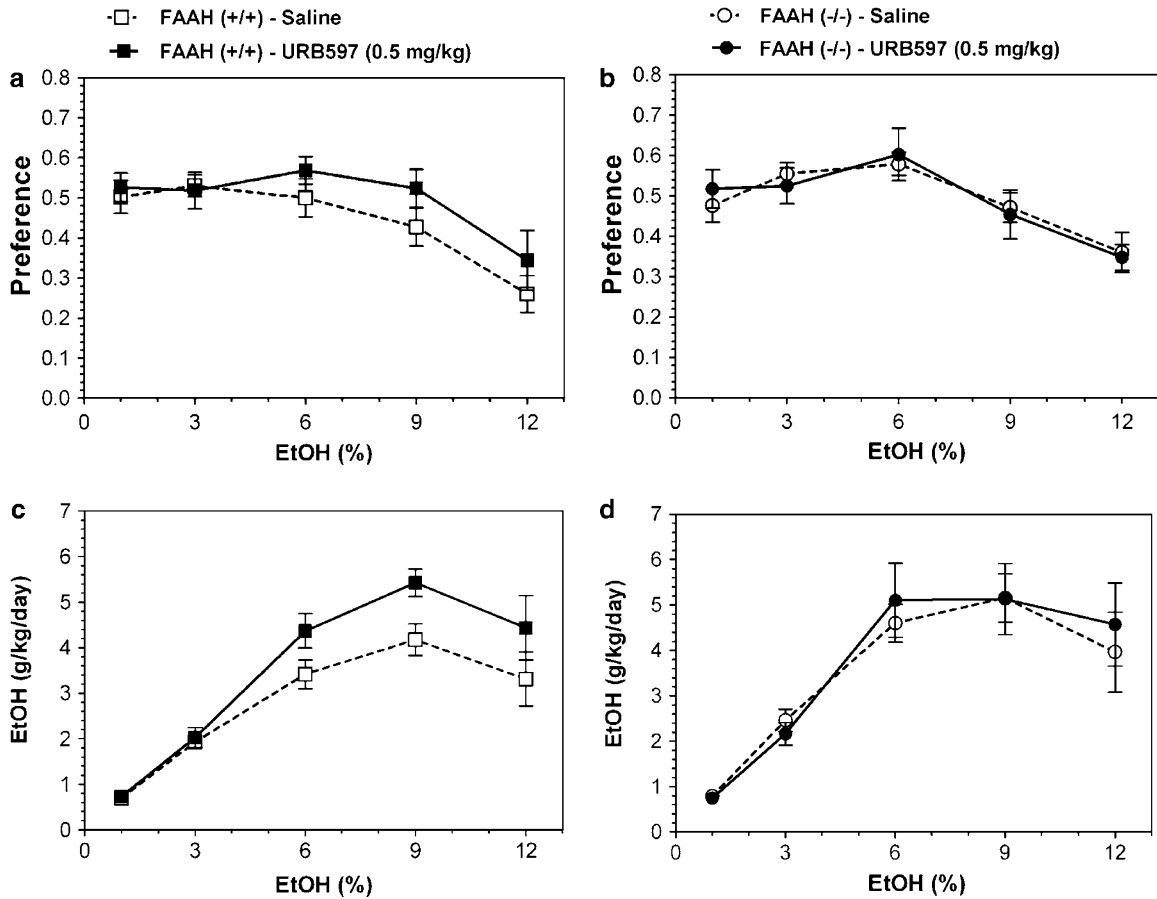 FAAH (+/+) - Saline
FAAH (+/+) - URB597 (0.5 mg/kg)
FAAH (-/-) - Saline
FAAH (-/-) - URB597 (0.5 mg/kg)
a
0.8
0.7
0.6
0.5
0.4
0.3
0.2
0.1
0.0
Preference
0 3 6 9 12
EtOH (%)
b
0.8
0.7
0.6
0.5
0.4
0.3
0.2
0.1
0.0
Preference
0 3 6 9 12
EtOH (%)
c
7
6
5
4
3
2
1
0
EtOH (g/kg/day)
0 3 6 9 12
EtOH (%)
d
7
6
5
4
3
2
1
0
EtOH (g/kg/day)
0 3 6 9 12
EtOH (%)